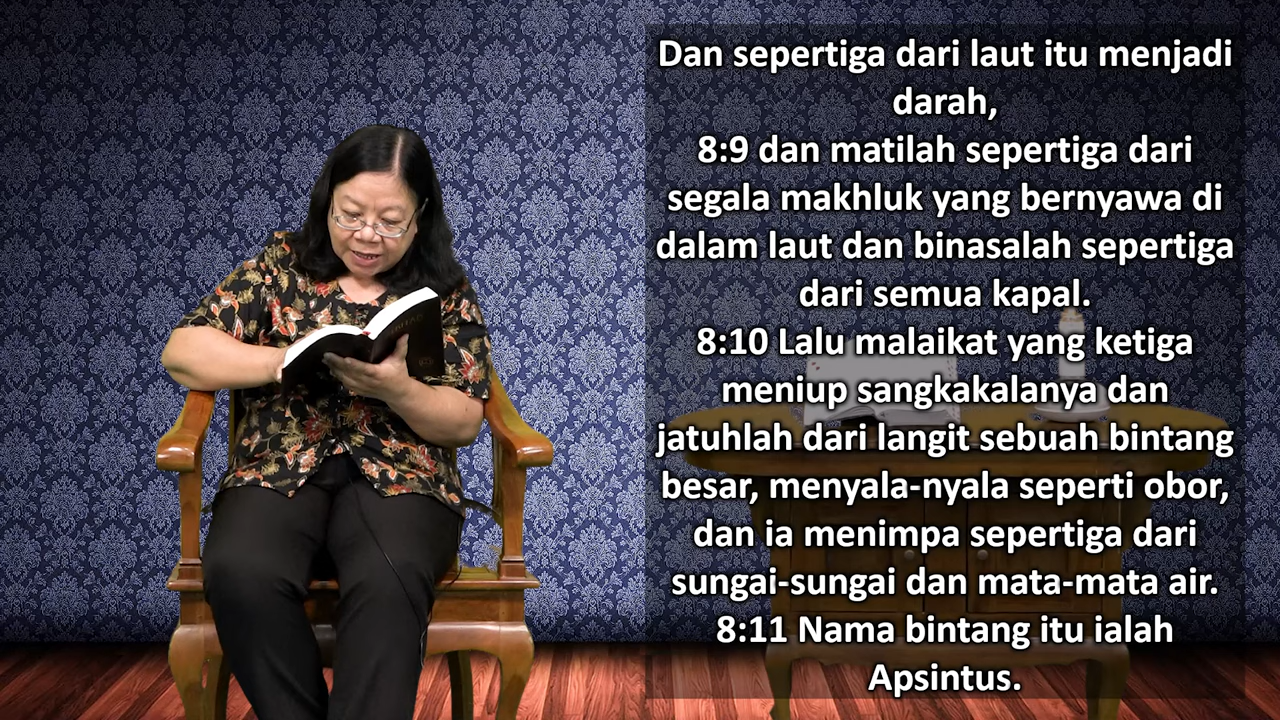 Dan sepertiga dari laut itu menjadi
darah,
8:9 dan matilah sepertiga dari
segala makhluk yang bernyawa di
dalam laut dan binasalah sepertiga
dari semua kapal.
8:10 Lalu malaikat yang ketiga
meniup sangkakalanya dan
jatuhlah dari langit sebuah bintang
besar, menyala-nyala seperti obor,
dan ia menimpa sepertiga dari
sungai-sungai dan mata-mata air.
8:11 Nama bintang itu ialah
Apsintus.